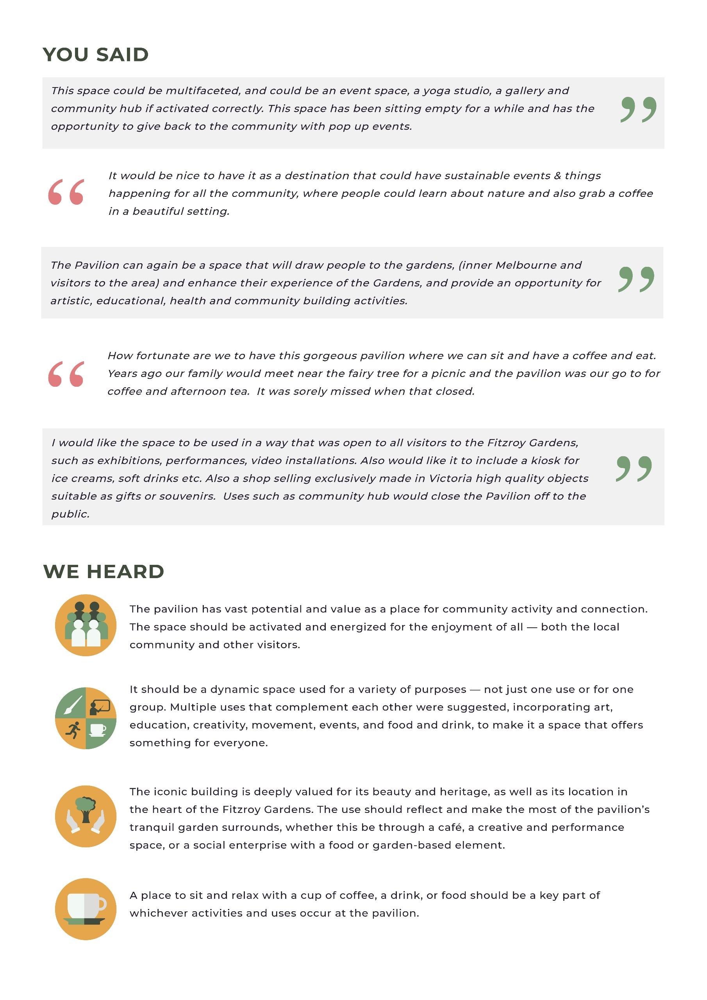 YOU SAID
This space could be multifaceted, and could be an event space, a yoga studio, a gallery and
community hub if activated correctly. This space has been sitting empty for a while and has the
opportunity to give back to the community with pop up events.
It would be nice to have it as a destination that could have sustainable events & things
happening for all the community, where people could learn about nature and also grab a coffee
in a beautiful setting.
The Pavilion can again be a space that will draw people to the gardens, (inner Melbourne and
visitors to the area) and enhance their experience of the Gardens, and provide an opportunity for
artistic, educational, health and community building activities.
How fortunate are we to have this gorgeous pavilion where we can sit and have a coffee and eat.
Years ago our family would meet near the fairy tree for a picnic and the pavilion was our go to for
coffee and afternoon tea.  It was sorely missed when that closed.
I would like the space to be used in a way that was open to all visitors to the Fitzroy Gardens,
such as exhibitions, performances, video installations. Also would like it to include a kiosk for
ice creams, soft drinks etc. Also a shop selling exclusively made in Victoria high quality objects
suitable as gifts or souvenirs.  Uses such as community hub would close the Pavilion off to the
public.
WE HEARD
The pavilion has vast potential and value as a place for community activity and connection.
The space should be activated and energized for the enjoyment of all — both the local
community and other visitors.
It should be a dynamic space used for a variety of purposes — not just one use or for one
group. Multiple uses that complement each other were suggested, incorporating art,
education, creativity, movement, events, and food and drink, to make it a space that offers
something for everyone.
The iconic building is deeply valued for its beauty and heritage, as well as its location in
the heart of the Fitzroy Gardens. The use should reflect and make the most of the pavilion’s
tranquil garden surrounds, whether this be through a café, a creative and performance
space, or a social enterprise with a food or garden-based element.
A place to sit and relax with a cup of coffee, a drink, or food should be a key part of
whichever activities and uses occur at the pavilion.